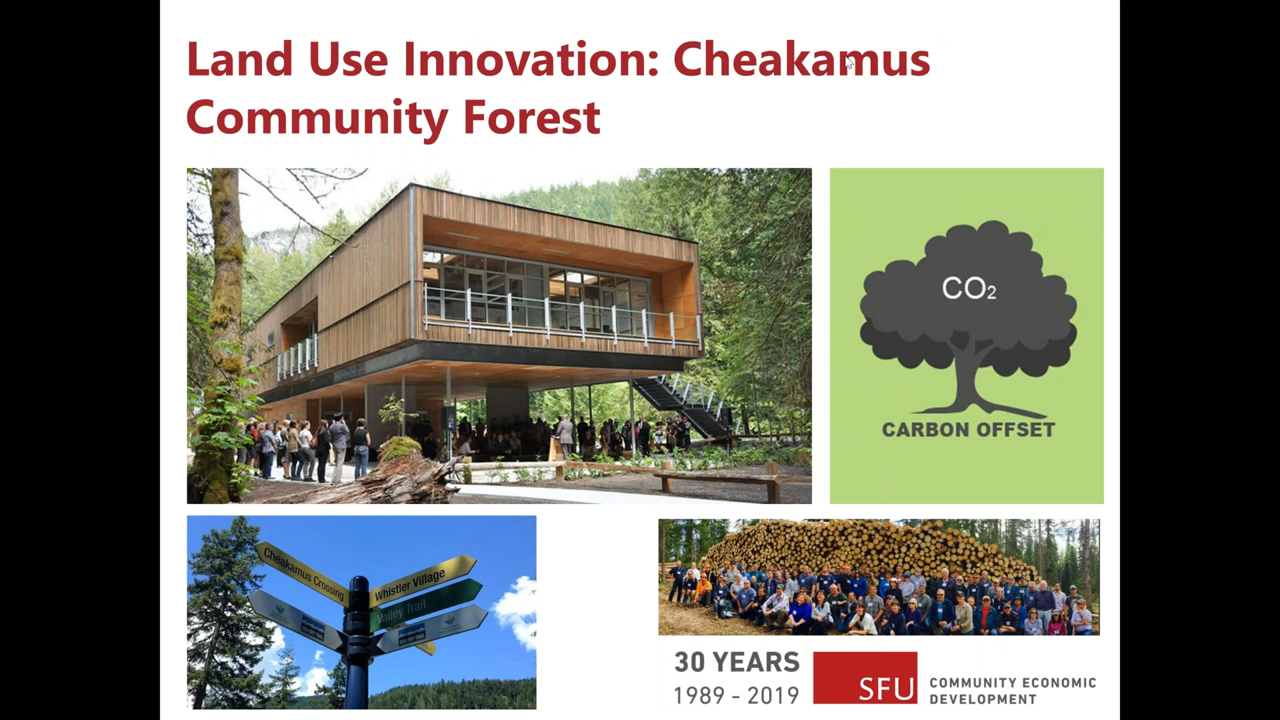 Land Use Innovation: Cheakamus
Community Forest
CO₂
CARBON OFFSET
Cheakamus Crossing
Whistler Village
Valley Trail
30 YEARS
1989 - 2019
SFU
COMMUNITY ECONOMIC
DEVELOPMENT